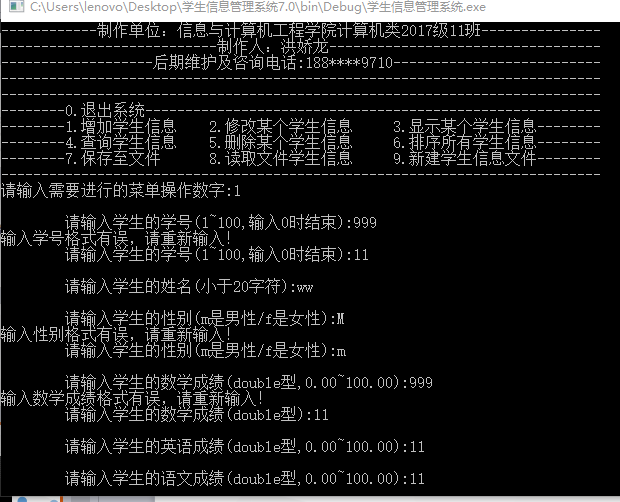 C:\Users\lenovo\Desktop\学生信息管理系统7.0\bin\Debug\学生信息管理系统.exe
------------制作单位: 信息与计算机工程学院计算机类2017级11班---------------
---------------------------制作人: 洪娇龙----------------------------------
-------------------后期维护及咨询电话:188****9710--------------------------
---------------------------------------------------------------------------
---------------------------------------------------------------------------
--------0.退出系统---------------------------------------------------------
--------1.增加学生信息    2.修改某个学生信息     3.显示某个学生信息--------
--------4.查询学生信息    5.删除某个学生信息     6.排序所有学生信息--------
--------7.保存至文件      8.读取文件学生信息     9.新建学生信息文件--------
---------------------------------------------------------------------------
请输入需要进行的菜单操作数字:1
请输入学生的学号(1~100,输入0时结束):999
输入学号格式有误，请重新输入!
请输入学生的学号(1~100,输入0时结束):11
请输入学生的姓名(小于20字符):ww
请输入学生的性别(m是男性/f是女性):M
输入性别格式有误，请重新输入!
请输入学生的性别(m是男性/f是女性):m
请输入学生的数学成绩(double型,0.00~100.00):999
输入数学成绩格式有误，请重新输入!
请输入学生的数学成绩(double型):11
请输入学生的英语成绩(double型,0.00~100.00):11
请输入学生的语文成绩(double型,0.00~100.00):11